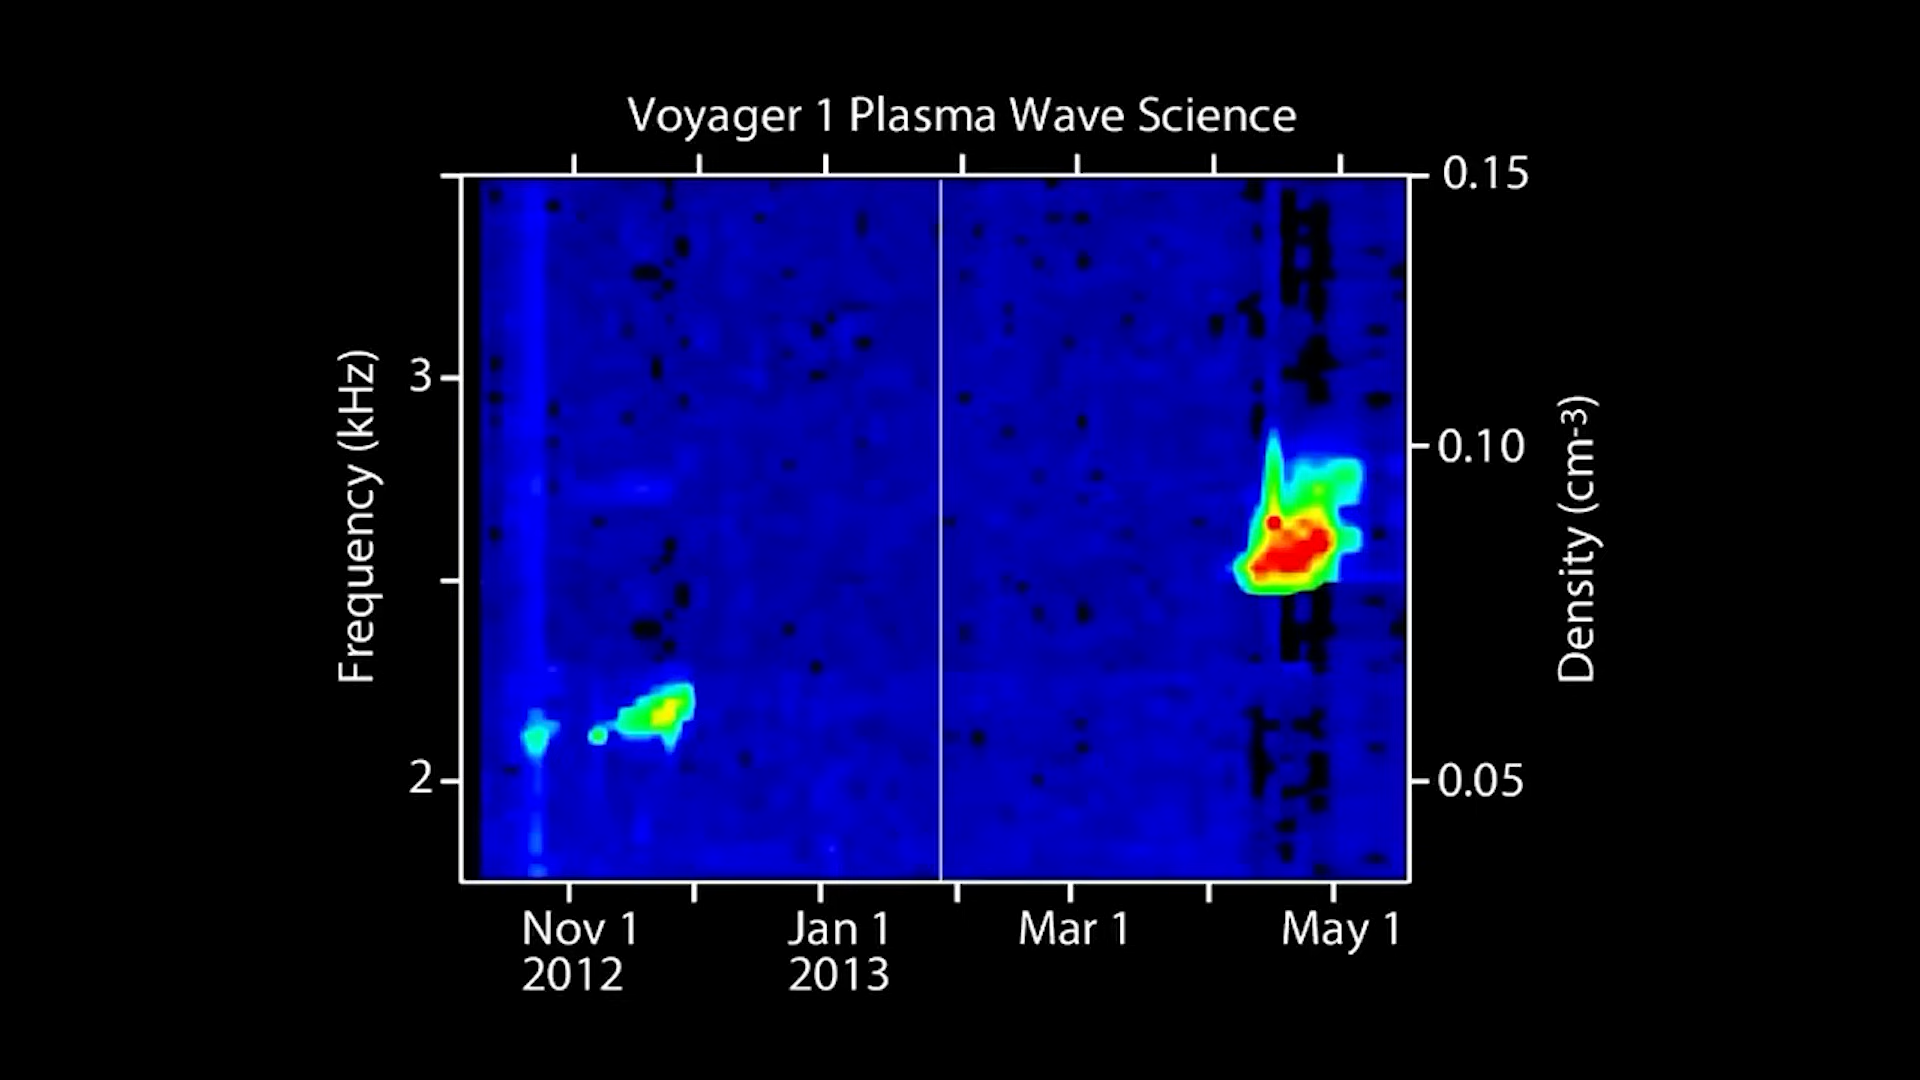 Voyager 1 Plasma Wave Science
0.15
3
0.10
Frequency (kHz)
Density (cm-3)
2
0.05
Nov 1
2012
Jan 1
2013
Mar 1
May 1